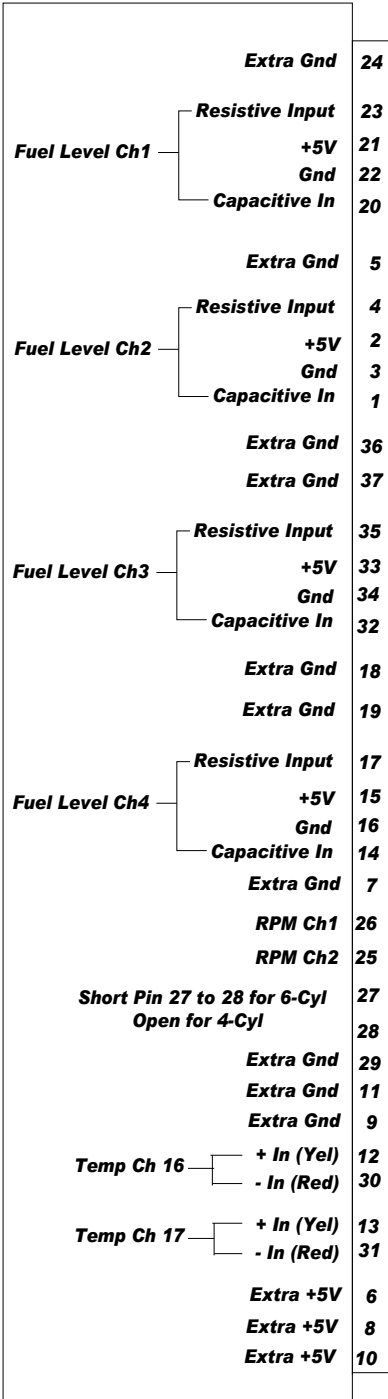 Extra Gnd 24
Resistive Input 23
Fuel Level Ch1
+5V 21
Gnd 22
Capacitive In 20
Extra Gnd 5
Resistive Input 4
Fuel Level Ch2
+5V 2
Gnd 3
Capacitive In 1
Extra Gnd 36
Extra Gnd 37
Resistive Input 35
Fuel Level Ch3
+5V 33
Gnd 34
Capacitive In 32
Extra Gnd 18
Extra Gnd 19
Resistive Input 17
Fuel Level Ch4
+5V 15
Gnd 16
Capacitive In 14
Extra Gnd 7
RPM Ch1 26
RPM Ch2 25
Short Pin 27 to 28 for 6-Cyl 27
Open for 4-Cyl
28
Extra Gnd 29
Extra Gnd 11
Extra Gnd 9
+ In (Yel) 12
Temp Ch 16
- In (Red) 30
+ In (Yel) 13
Temp Ch 17
- In (Red) 31
Extra +5V 6
Extra +5V 8
Extra +5V 10